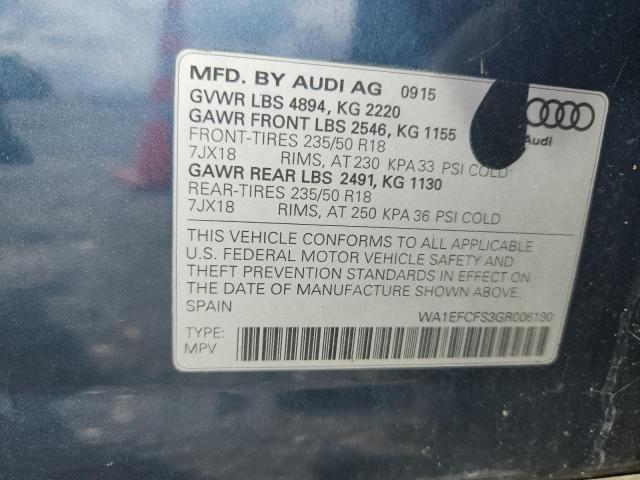 MFD. BY AUDI AG 0915
GVWR LBS 4894, KG 2220
GAWR FRONT LBS 2546, KG 1155
FRONT-TIRES 235/50 R18
7JX18 RIMS, AT 230 KPA 33 PSI COLD
GAWR REAR LBS 2491, KG 1130
REAR-TIRES 235/50 R18
7JX18 RIMS, AT 250 KPA 36 PSI COLD
Audi
THIS VEHICLE CONFORMS TO ALL APPLICABLE
U.S. FEDERAL MOTOR VEHICLE SAFETY AND
THEFT PREVENTION STANDARDS IN EFFECT ON
THE DATE OF MANUFACTURE SHOWN ABOVE.
SPAIN
WA1EFCFS3GR006180
TYPE:
MPV